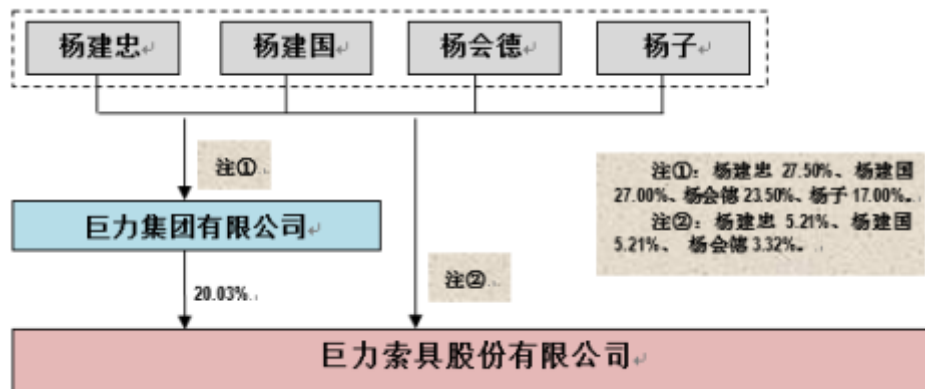 杨建忠
杨建国
杨会德
杨子
注①
注①：杨建忠 27.50%、杨建国
27.00%、杨会德 23.50%、杨子 17.00%。
注②：杨建忠 5.21%、杨建国
5.21%、 杨会德 3.32%。
巨力集团有限公司
20.03%
注②
巨力索具股份有限公司